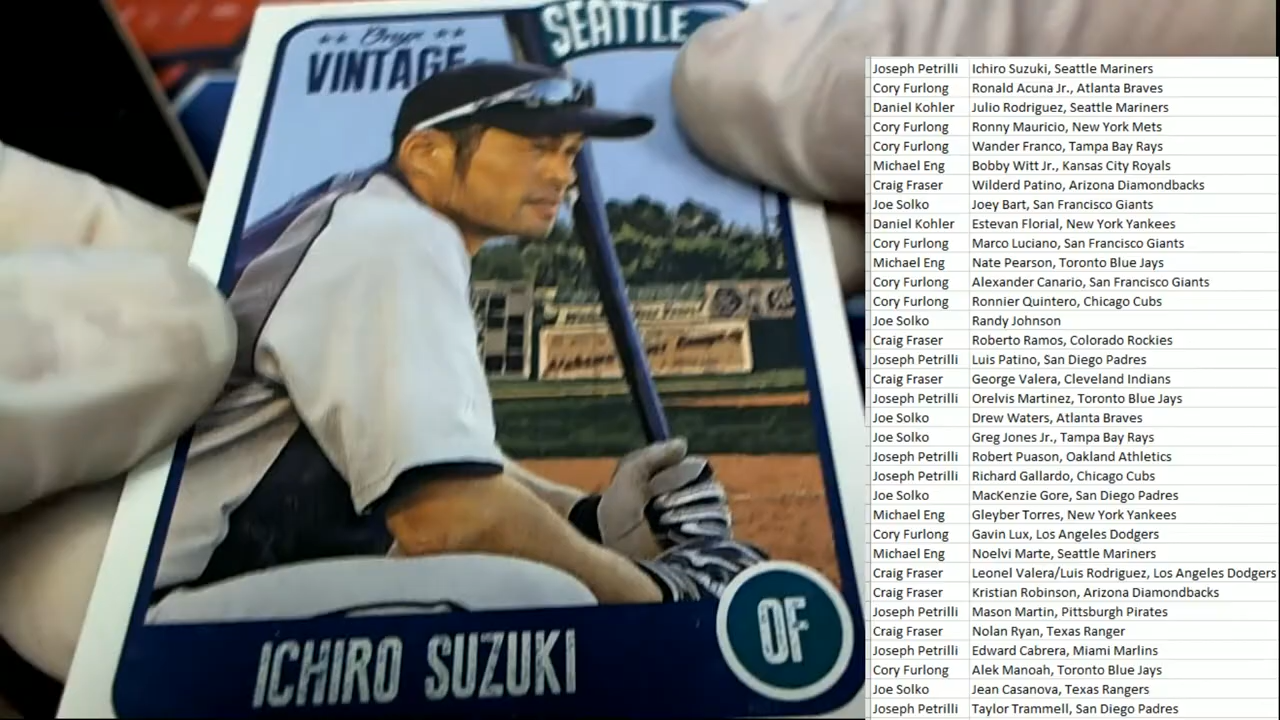 Onyx
VINTAGE
SEATTLE
ICHIRO SUZUKI
OF
Joseph Petrilli Ichiro Suzuki, Seattle Mariners
Cory Furlong Ronald Acuna Jr., Atlanta Braves
Daniel Kohler Julio Rodriguez, Seattle Mariners
Cory Furlong Ronny Mauricio, New York Mets
Cory Furlong Wander Franco, Tampa Bay Rays
Michael Eng Bobby Witt Jr., Kansas City Royals
Craig Fraser Wilderd Patino, Arizona Diamondbacks
Joe Solko Joey Bart, San Francisco Giants
Daniel Kohler Estevan Florial, New York Yankees
Cory Furlong Marco Luciano, San Francisco Giants
Michael Eng Nate Pearson, Toronto Blue Jays
Cory Furlong Alexander Canario, San Francisco Giants
Cory Furlong Ronnier Quintero, Chicago Cubs
Joe Solko Randy Johnson
Craig Fraser Roberto Ramos, Colorado Rockies
Joseph Petrilli Luis Patino, San Diego Padres
Craig Fraser George Valera, Cleveland Indians
Joseph Petrilli Orelvis Martinez, Toronto Blue Jays
Joe Solko Drew Waters, Atlanta Braves
Joe Solko Greg Jones Jr., Tampa Bay Rays
Joseph Petrilli Robert Puason, Oakland Athletics
Joseph Petrilli Richard Gallardo, Chicago Cubs
Joe Solko MacKenzie Gore, San Diego Padres
Michael Eng Gleyber Torres, New York Yankees
Cory Furlong Gavin Lux, Los Angeles Dodgers
Michael Eng Noelvi Marte, Seattle Mariners
Craig Fraser Leonel Valera/Luis Rodriguez, Los Angeles Dodgers
Craig Fraser Kristian Robinson, Arizona Diamondbacks
Joseph Petrilli Mason Martin, Pittsburgh Pirates
Craig Fraser Nolan Ryan, Texas Ranger
Joseph Petrilli Edward Cabrera, Miami Marlins
Cory Furlong Alek Manoah, Toronto Blue Jays
Joe Solko Jean Casanova, Texas Rangers
Joseph Petrilli Taylor Trammell, San Diego Padres